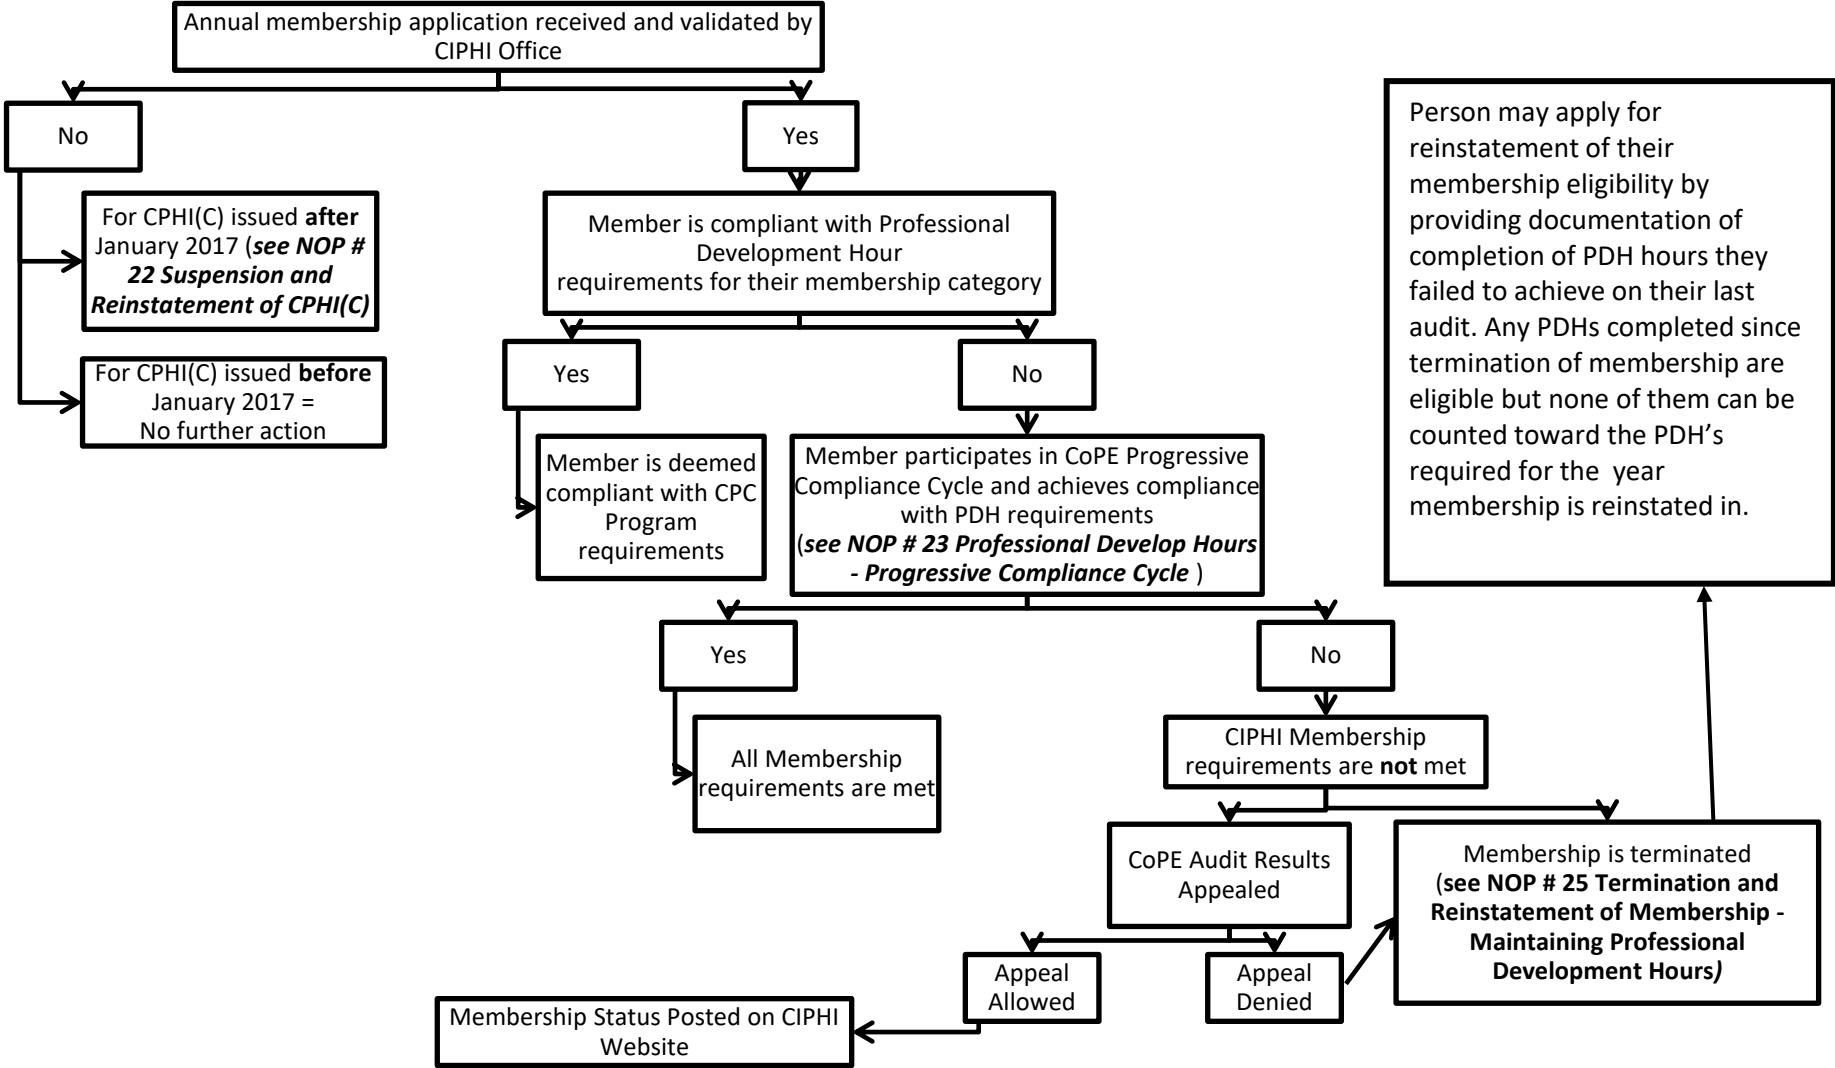 Annual membership application received and validated by
CIPHI Office
No
Yes
For CPHI(C) issued after
January 2017 (see NOP #
22 Suspension and
Reinstatement of CPHI(C)
For CPHI(C) issued before
January 2017 =
No further action
Member is compliant with Professional
Development Hour
requirements for their membership category
Yes
No
Member is deemed
compliant with CPC
Program
requirements
Member participates in CoPE Progressive
Compliance Cycle and achieves compliance
with PDH requirements
(see NOP # 23 Professional Develop Hours
- Progressive Compliance Cycle )
Yes
No
All Membership
requirements are met
CIPHI Membership
requirements are not met
CoPE Audit Results
Appealed
Membership is terminated
(see NOP # 25 Termination and
Reinstatement of Membership -
Maintaining Professional
Development Hours)
Appeal
Allowed
Appeal
Denied
Membership Status Posted on CIPHI
Website
Person may apply for
reinstatement of their
membership eligibility by
providing documentation of
completion of PDH hours they
failed to achieve on their last
audit. Any PDHs completed since
termination of membership are
eligible but none of them can be
counted toward the PDH's
required for the  year
membership is reinstated in.